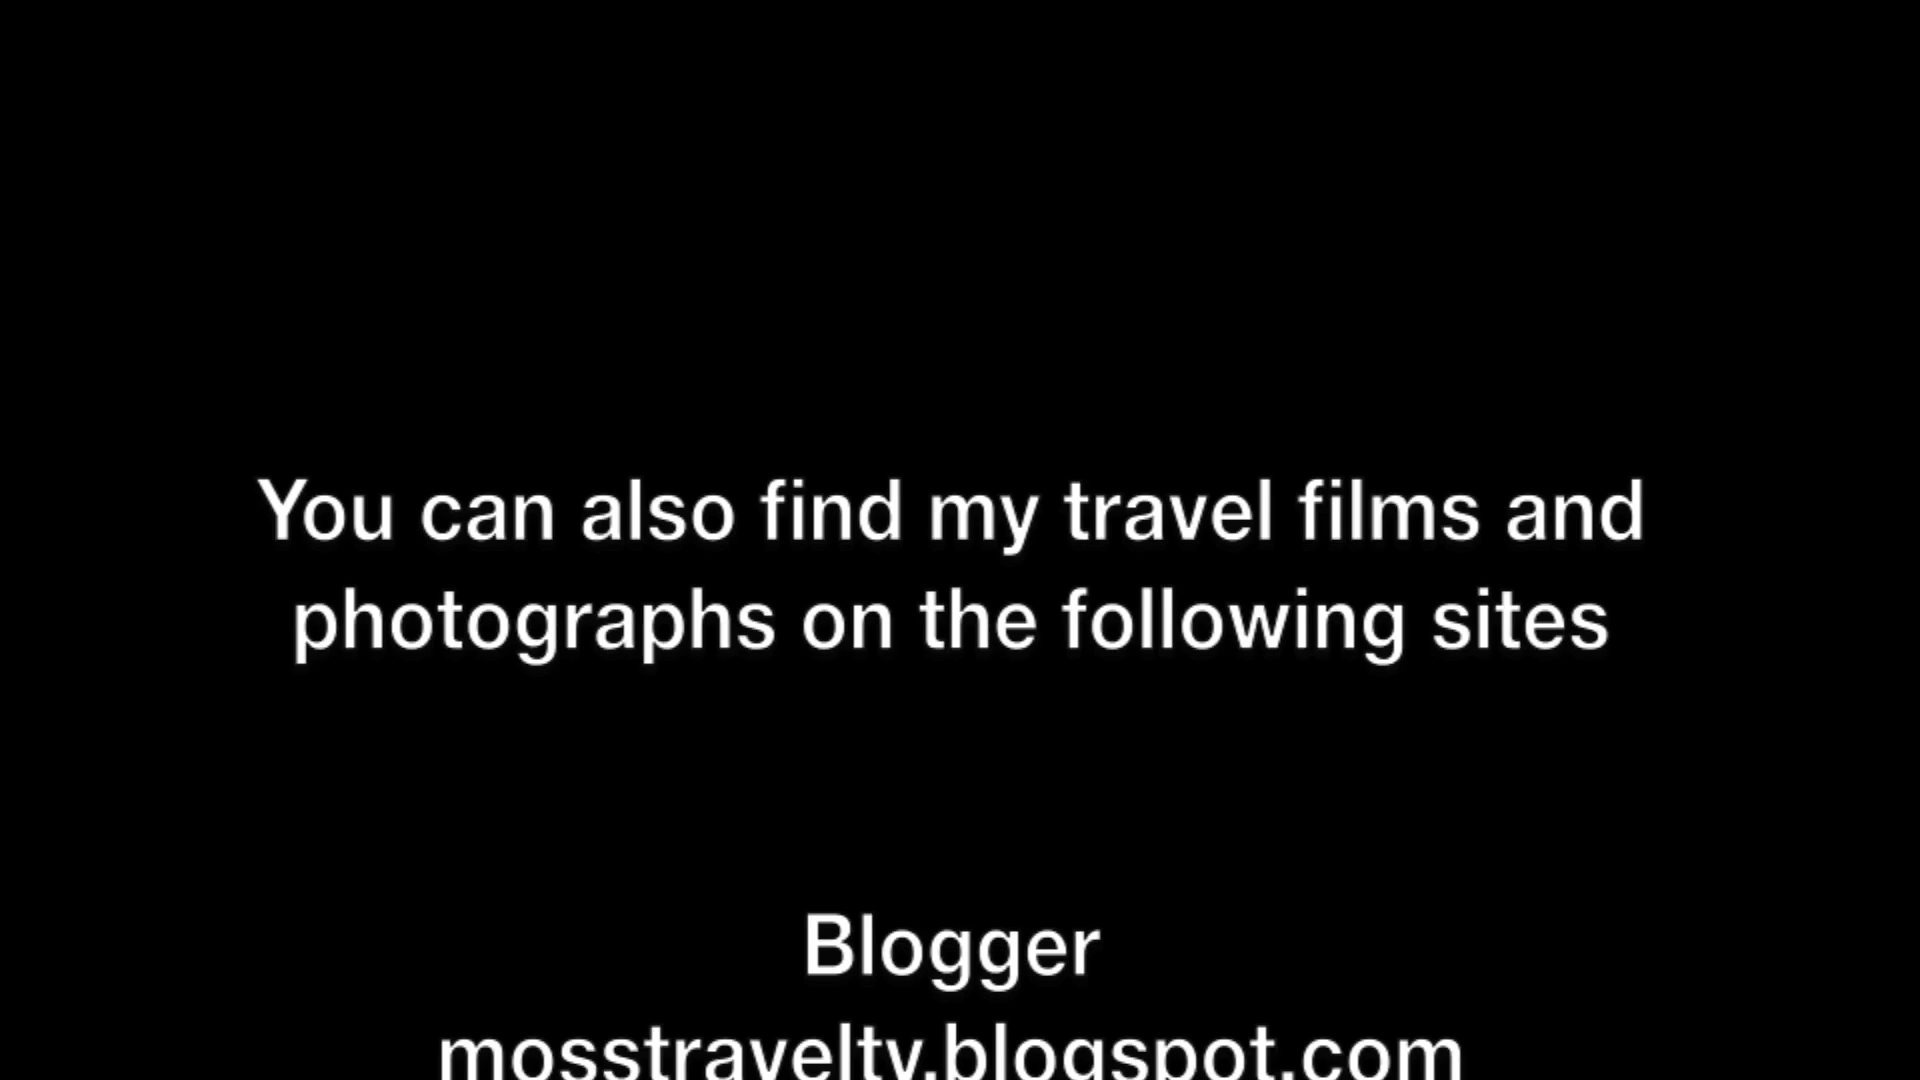 You can also find my travel films and
photographs on the following sites
Blogger
mosstraveltv.blogspot.com